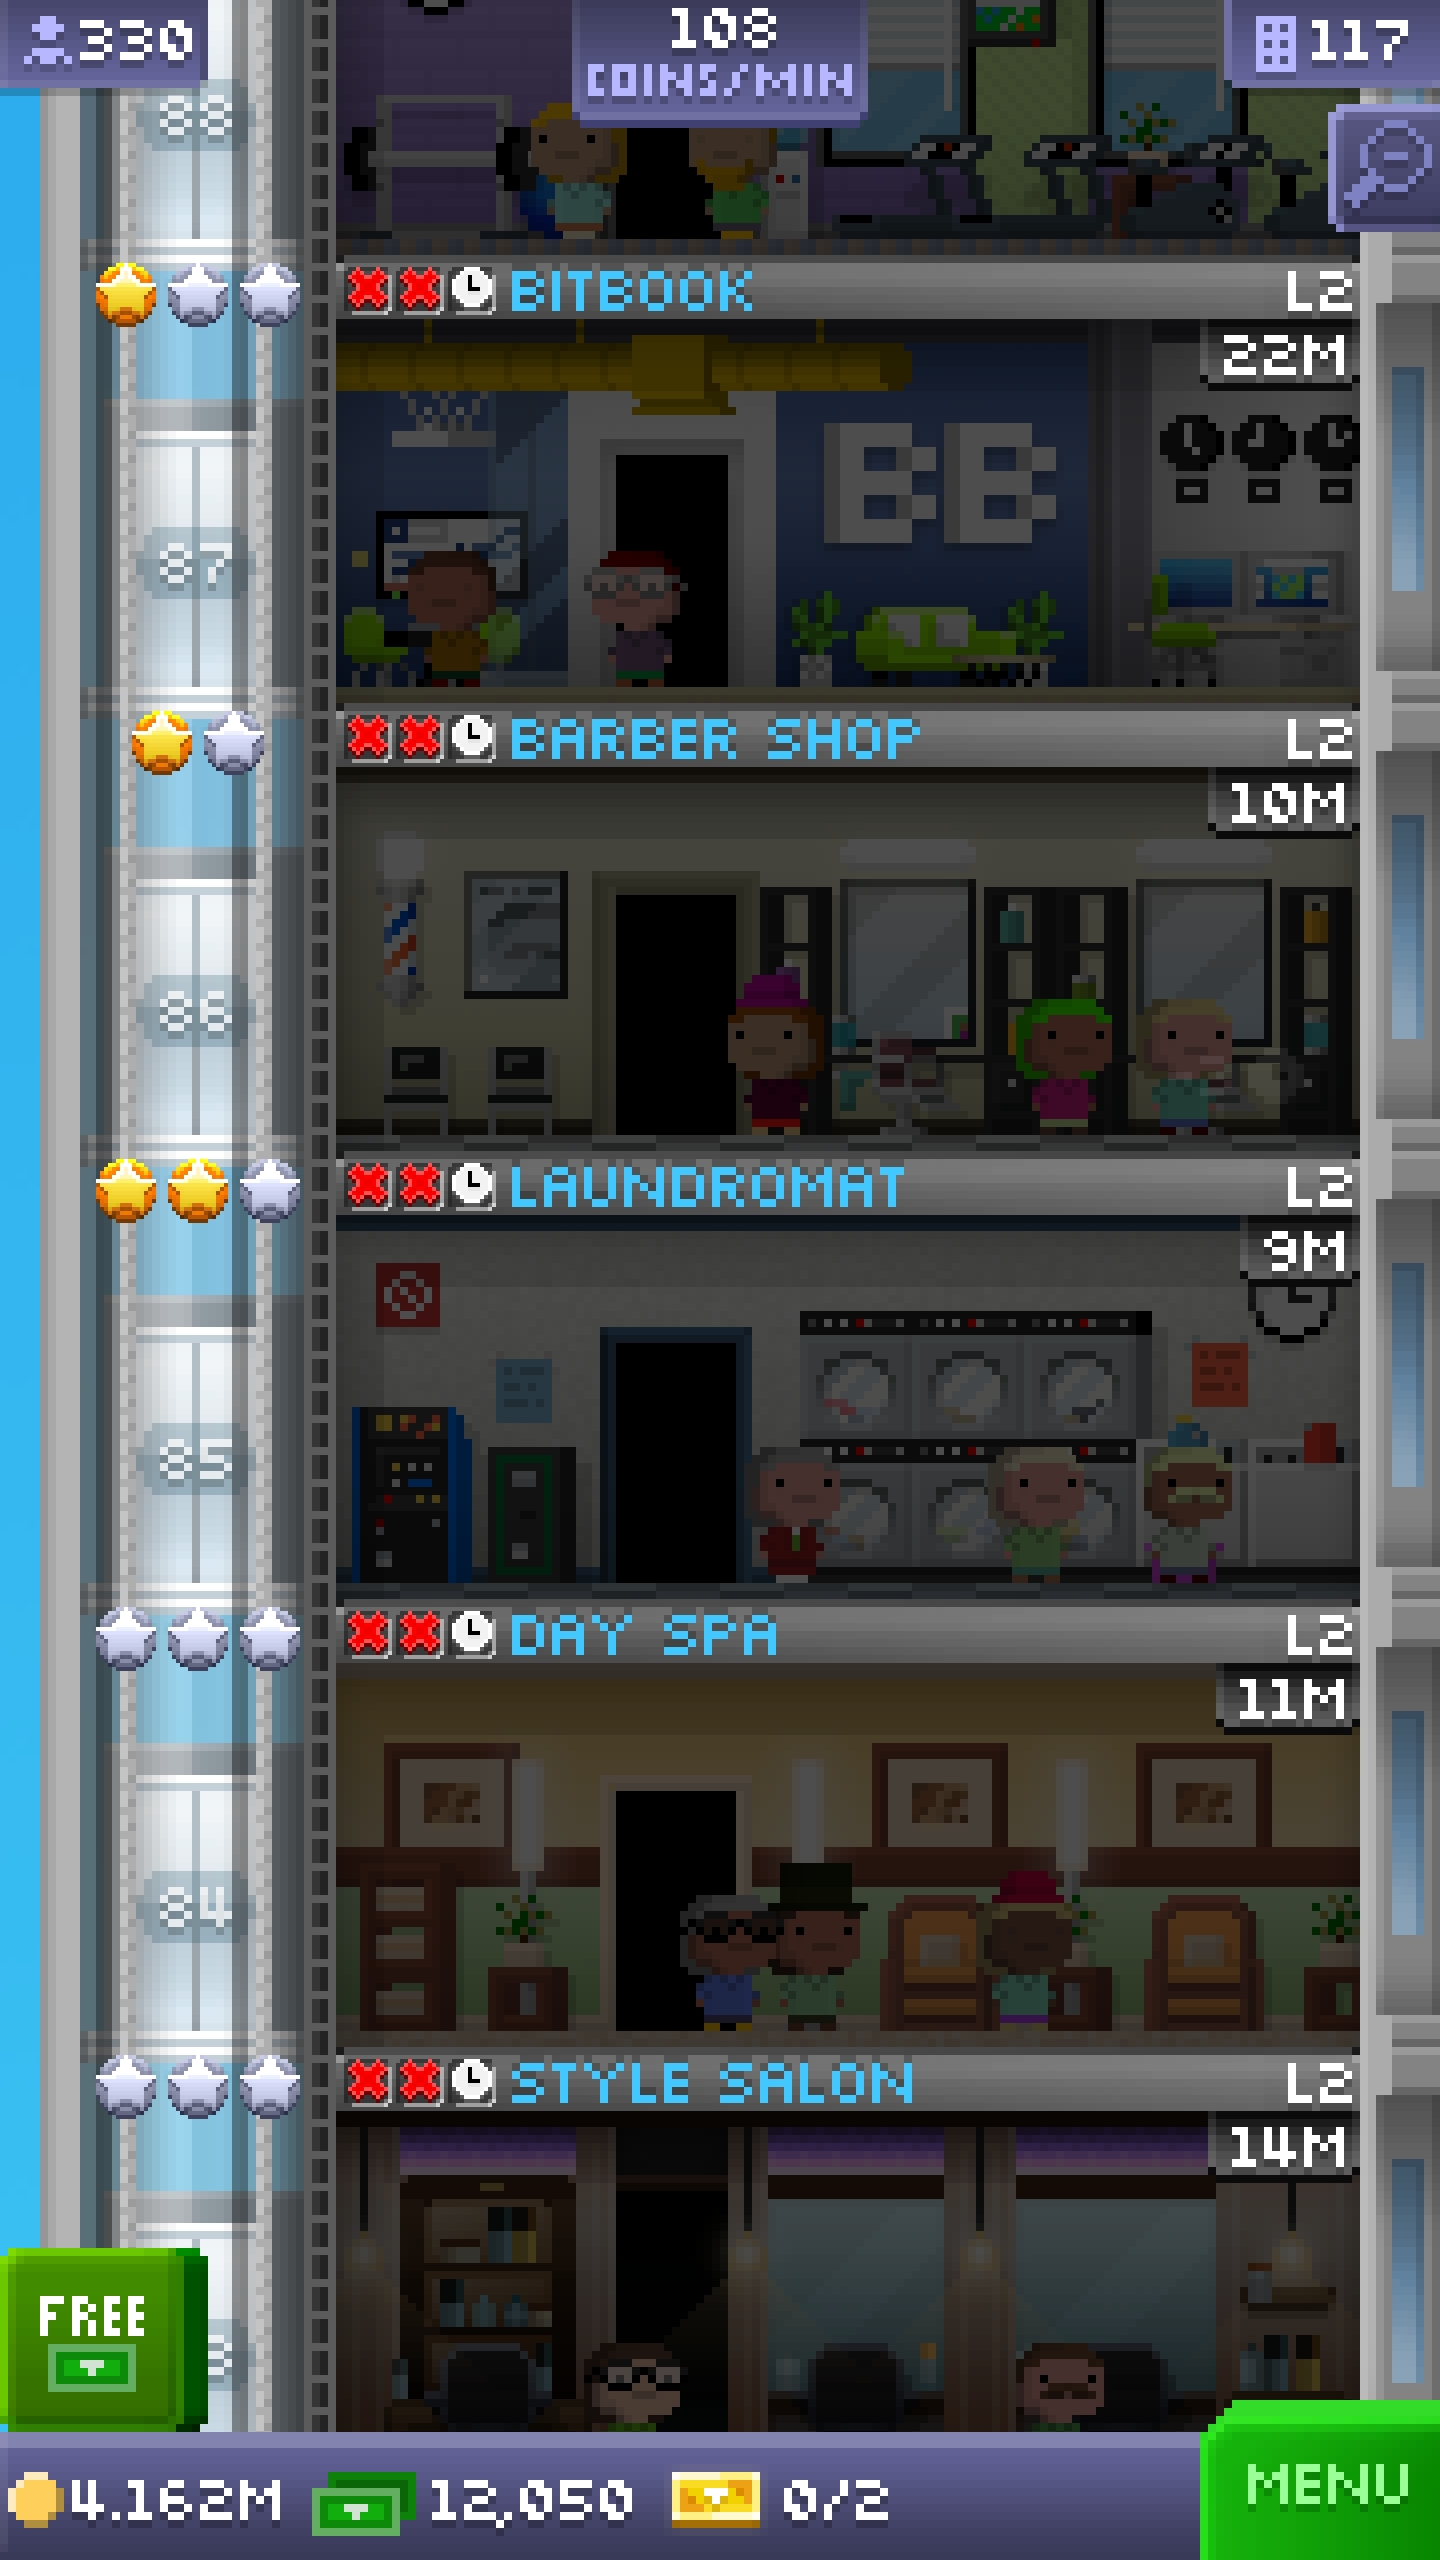 330
108
COINS/MIN
117
88
BITBOOK
L2
22M
BB
87
BARBER SHOP
L2
10M
86
LAUNDROMAT
L2
9M
85
DAY SPA
L2
11M
84
STYLE SALON
L2
14M
FREE
4.162M
12,050
0/2
MENU